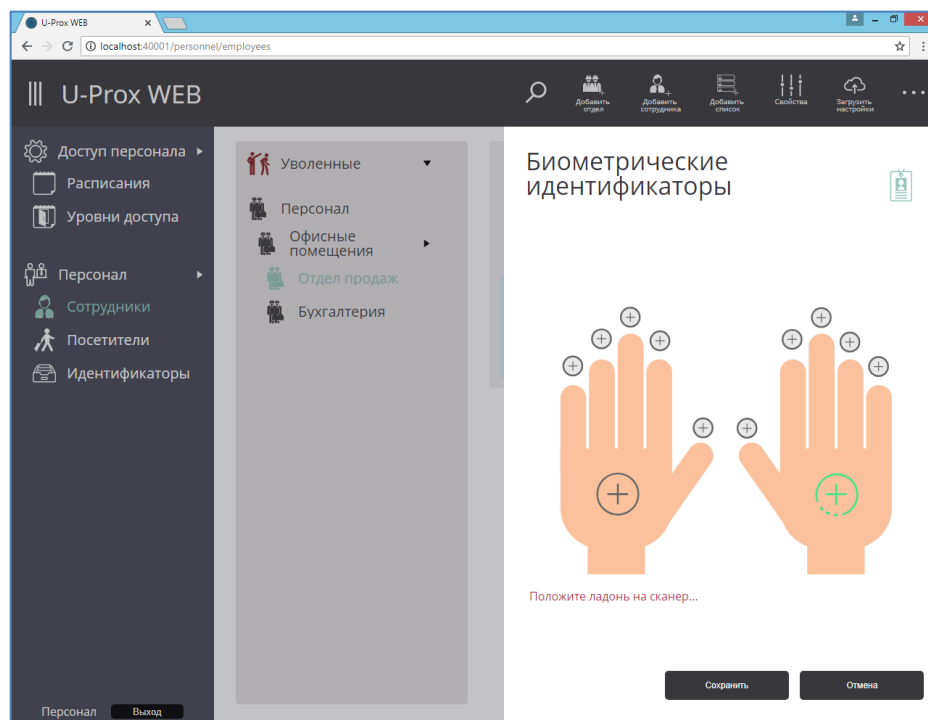 U-Prox WEB
localhost:40001/personnel/employees
U-Prox WEB
Добавить
отдел
Добавить
сотрудника
Добавить
список
Свойства
Загрузить
настройки
Доступ персонала
Расписания
Уровни доступа
Персонал
Сотрудники
Посетители
Идентификаторы
Уволенные
Персонал
Офисные
помещения
Отдел продаж
Бухгалтерия
Биометрические
идентификаторы
Положите ладонь на сканер...
Сохранить
Отмена
Персонал
Выход